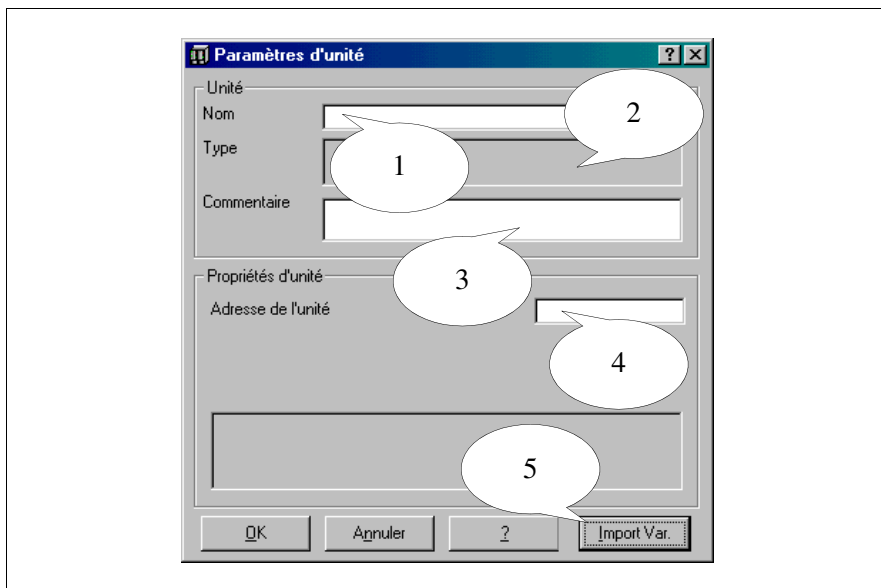 Paramètres d'unité
Unité
Nom
2
Type
1
Commentaire
3
Propriétés d'unité
Adresse de l'unité
4
5
OK
Annuler
?
Import Var.